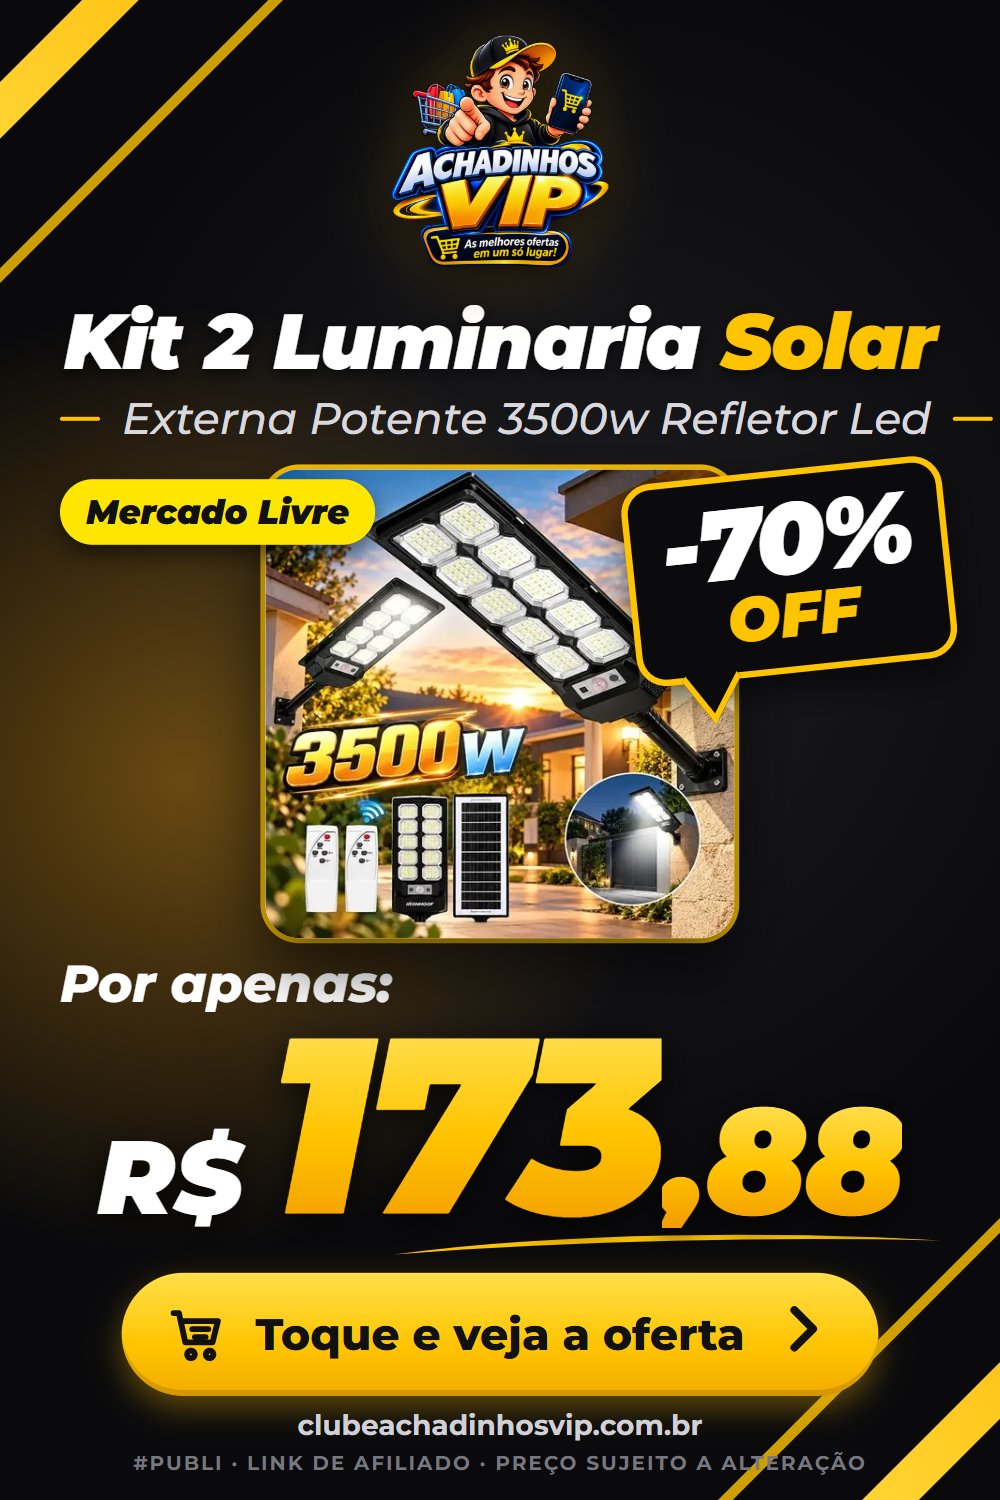 ACHADINHOS
VIP
As melhores ofertas
em um só lugar!
Kit 2 Luminaria Solar
Externa Potente 3500w Refletor Led
Mercado Livre
-70%
OFF
3500W
IRONHOOF
Por apenas:
R$ 173,88
Toque e veja a oferta
clubeachadinhosvip.com.br
#PUBLI · LINK DE AFILIADO · PREÇO SUJEITO A ALTERAÇÃO